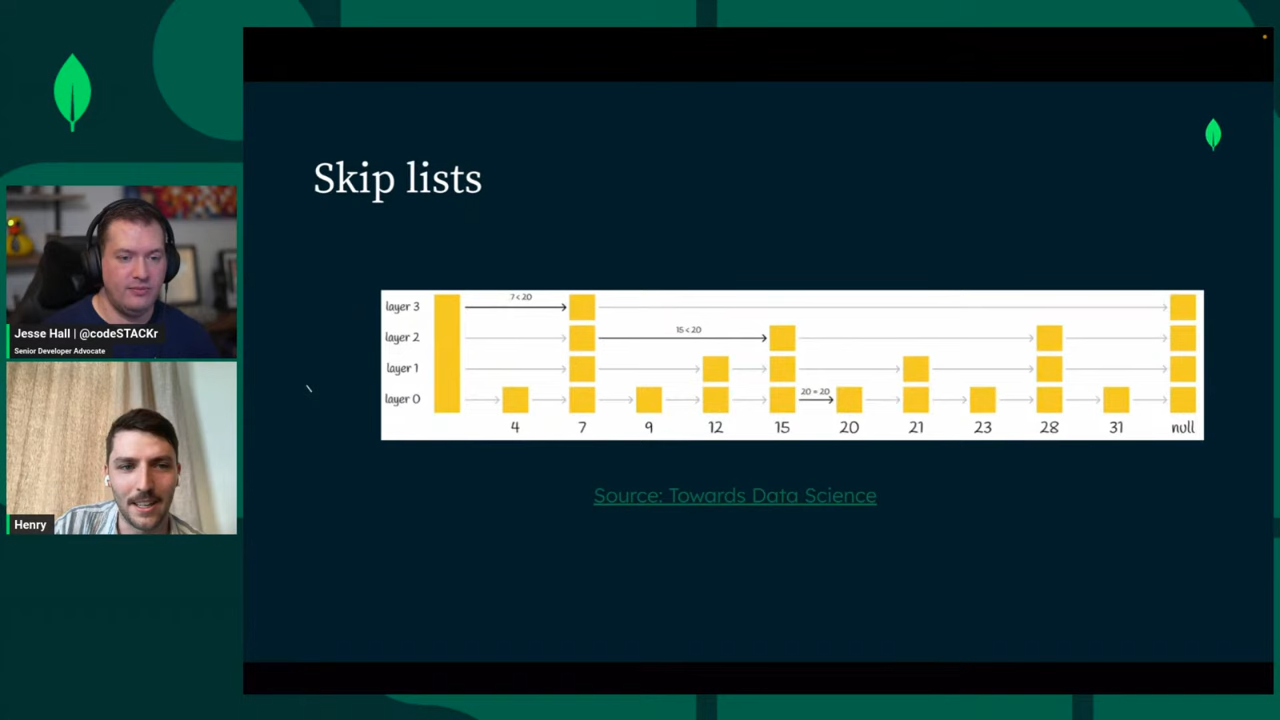 Skip lists
layer 3
7 < 20
layer 2
15 < 20
layer 1
layer 0
20 = 20
4 7 9 12 15 20 21 23 28 31 null
Source: Towards Data Science
Jesse Hall | @codeSTACKr
Senior Developer Advocate
Henry